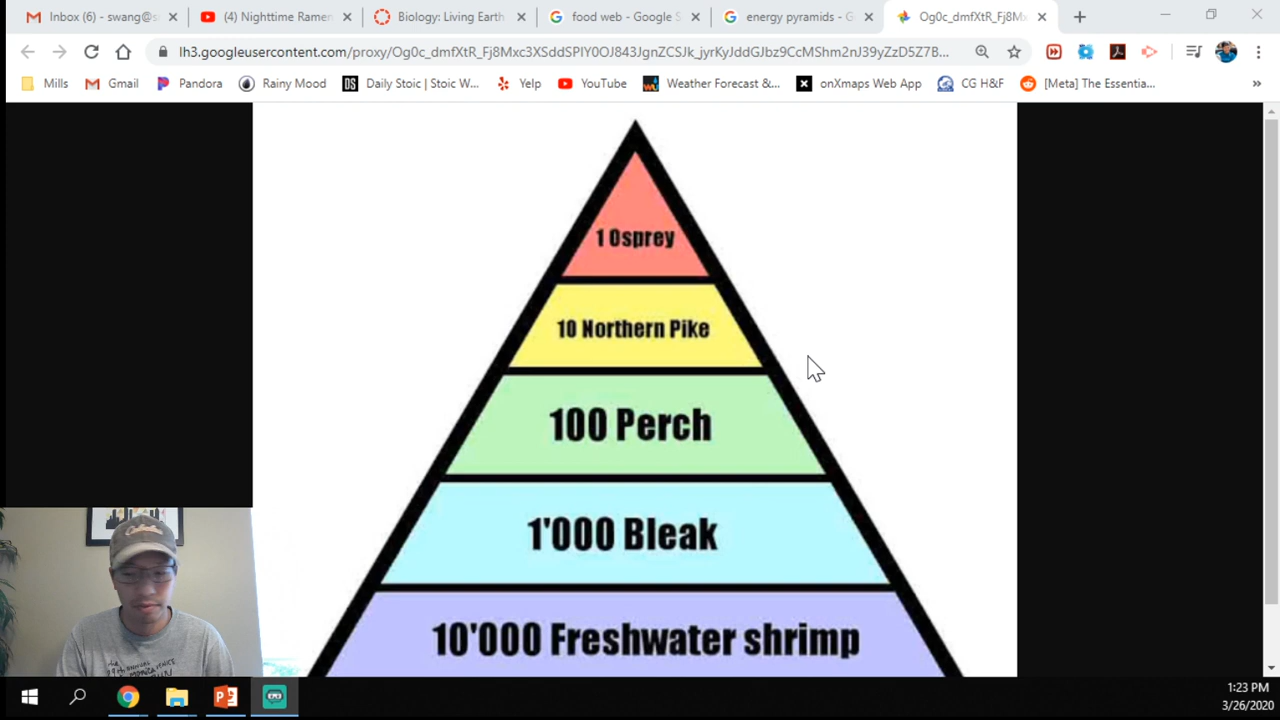 Inbox (6) - swang@s
(4) Nighttime Ramen
Biology: Living Earth
food web - Google S
energy pyramids - G
Og0c_dmfXtR_Fj8Mx
lh3.googleusercontent.com/proxy/Og0c_dmfXtR_Fj8Mxc3XSddSPIY0OJ843JgnZCSJk_jyrKyJddGJbz9CcMShm2nJ39yZzD5Z7B...
Mills
Gmail
Pandora
Rainy Mood
DS Daily Stoic | Stoic W...
Yelp
YouTube
Weather Forecast &...
onXmaps Web App
CG H&F
[Meta] The Essentia...
»
1 Osprey
10 Northern Pike
100 Perch
1'000 Bleak
10'000 Freshwater shrimp
1:23 PM
3/26/2020